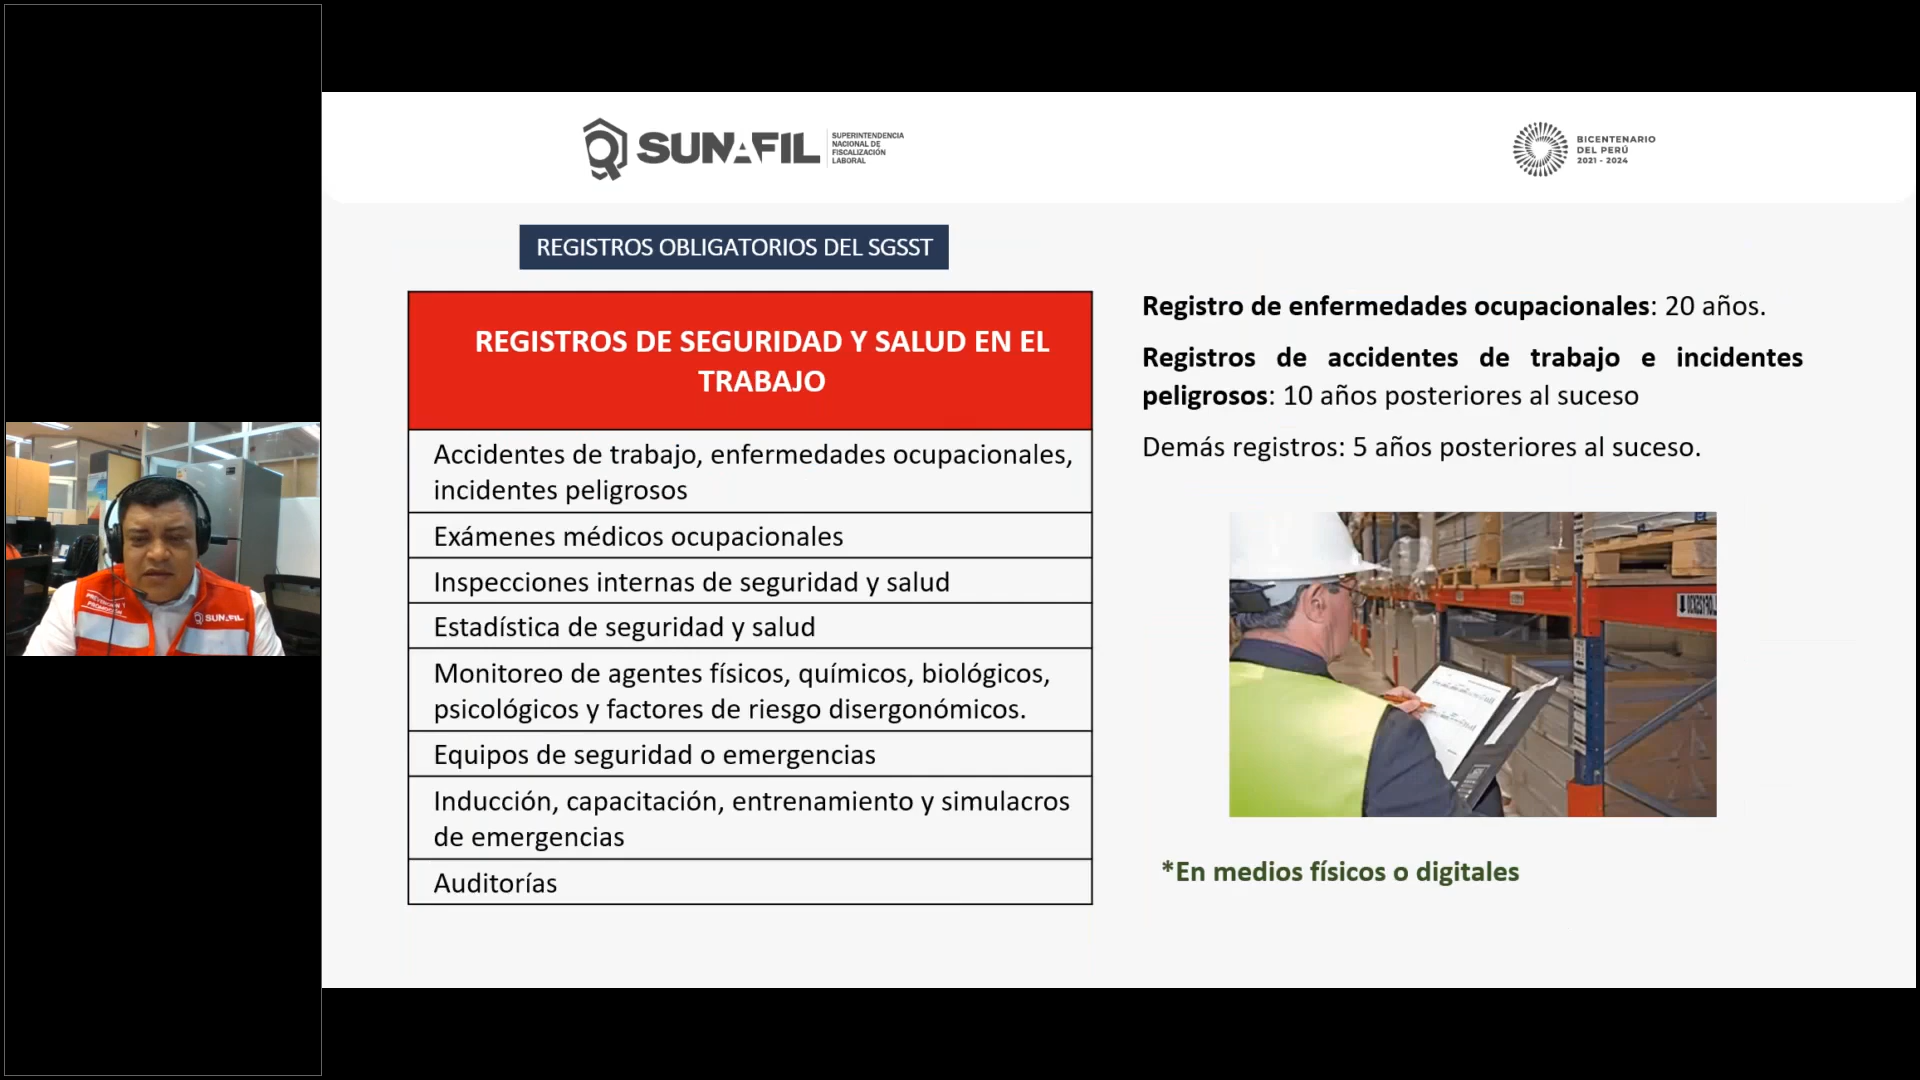 SUNAFIL
SUPERINTENDENCIA
NACIONAL DE
FISCALIZACIÓN
LABORAL
BICENTENARIO
DEL PERÚ
2021 - 2024
REGISTROS OBLIGATORIOS DEL SGSST
REGISTROS DE SEGURIDAD Y SALUD EN EL
TRABAJO
Accidentes de trabajo, enfermedades ocupacionales,
incidentes peligrosos
Exámenes médicos ocupacionales
Inspecciones internas de seguridad y salud
Estadística de seguridad y salud
Monitoreo de agentes físicos, químicos, biológicos,
psicológicos y factores de riesgo disergonómicos.
Equipos de seguridad o emergencias
Inducción, capacitación, entrenamiento y simulacros
de emergencias
Auditorías
Registro de enfermedades ocupacionales: 20 años.
Registros de accidentes de trabajo e incidentes
peligrosos: 10 años posteriores al suceso
Demás registros: 5 años posteriores al suceso.
*En medios físicos o digitales
PREVENCIÓN Y
PROMOCIÓN
SUNAFIL